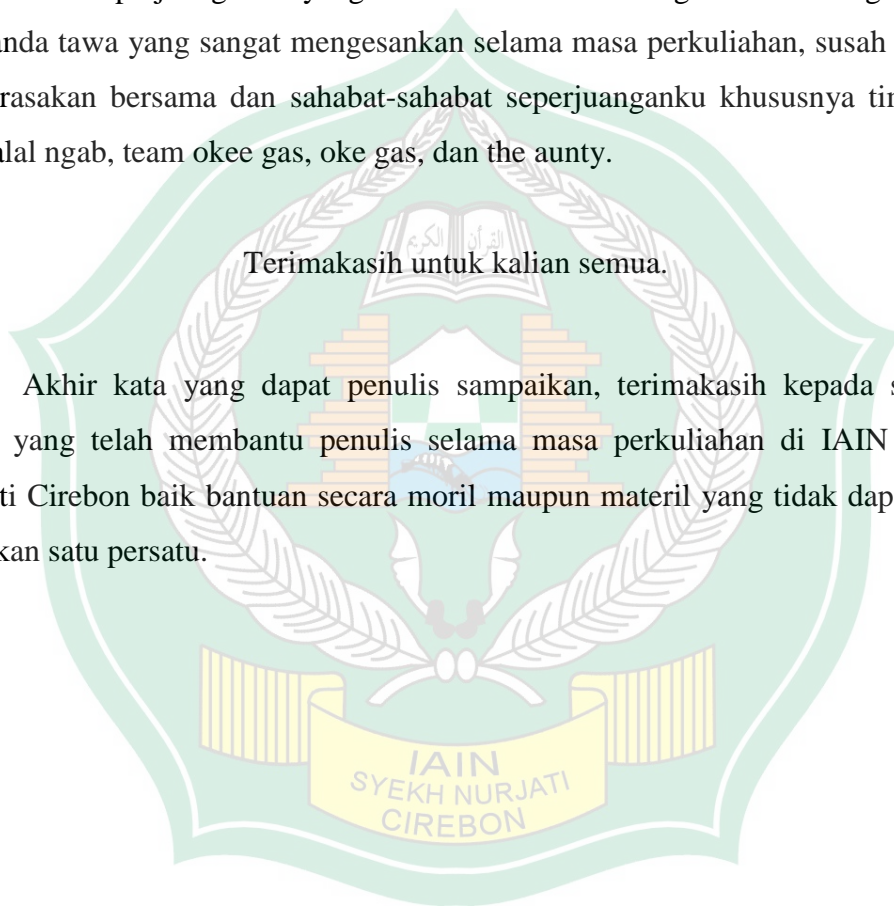 anda tawa yang sangat mengesankan selama masa perkuliahan, susah
rasakan bersama dan sahabat-sahabat seperjuanganku khususnya tim
alal ngab, team okee gas, oke gas, dan the aunty.
القرآن الكريم
Terimakasih untuk kalian semua.
Akhir kata yang dapat penulis sampaikan, terimakasih kepada s
yang telah membantu penulis selama masa perkuliahan di IAIN
ti Cirebon baik bantuan secara moril maupun materil yang tidak dap
kan satu persatu.
IAIN
SYEKH NURJATI
CIREBON